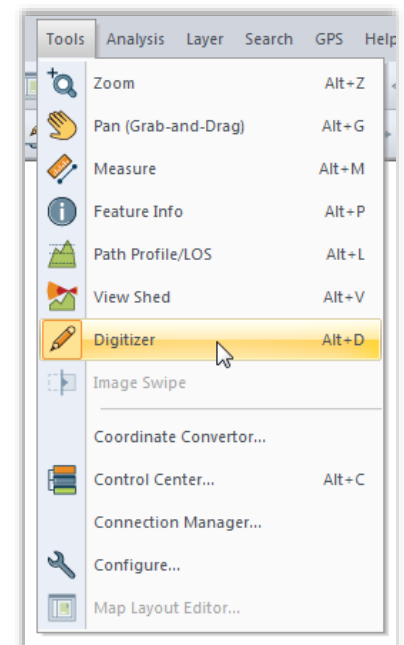 Tools Analysis Layer Search GPS Help
Zoom Alt+Z
Pan (Grab-and-Drag) Alt+G
Measure Alt+M
Feature Info Alt+P
Path Profile/LOS Alt+L
View Shed Alt+V
Digitizer Alt+D
Image Swipe
Coordinate Convertor...
Control Center... Alt+C
Connection Manager...
Configure...
Map Layout Editor...